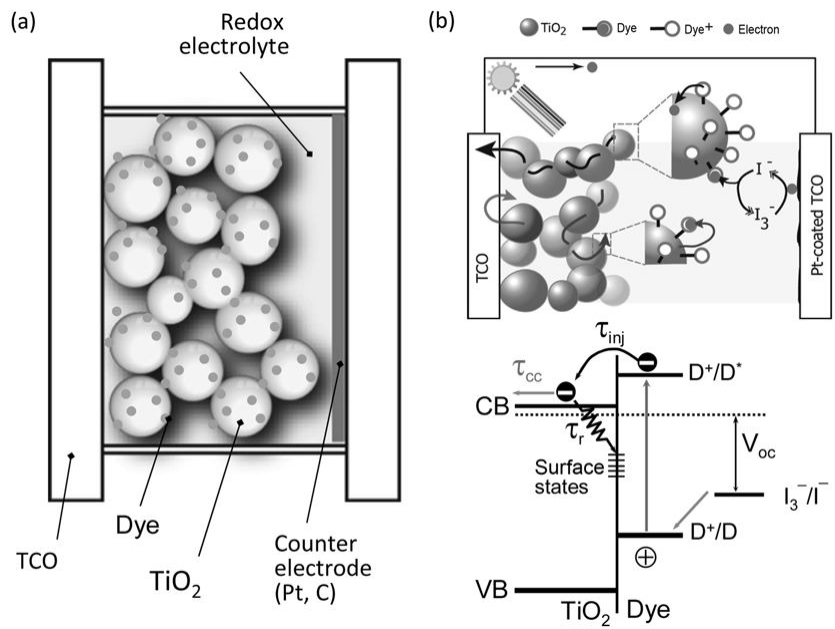 (a)
Redox
electrolyte
Dye
TCO
TiO₂
Counter
electrode
(Pt, C)
(b)
TiO₂ Dye Dye+ Electron
I⁻
I₃⁻
TCO
Pt-coated TCO
τinj
τcc
D⁺/D*
CB
τr
Voc
Surface
states
I₃⁻/I⁻
D⁺/D
VB
TiO₂ Dye